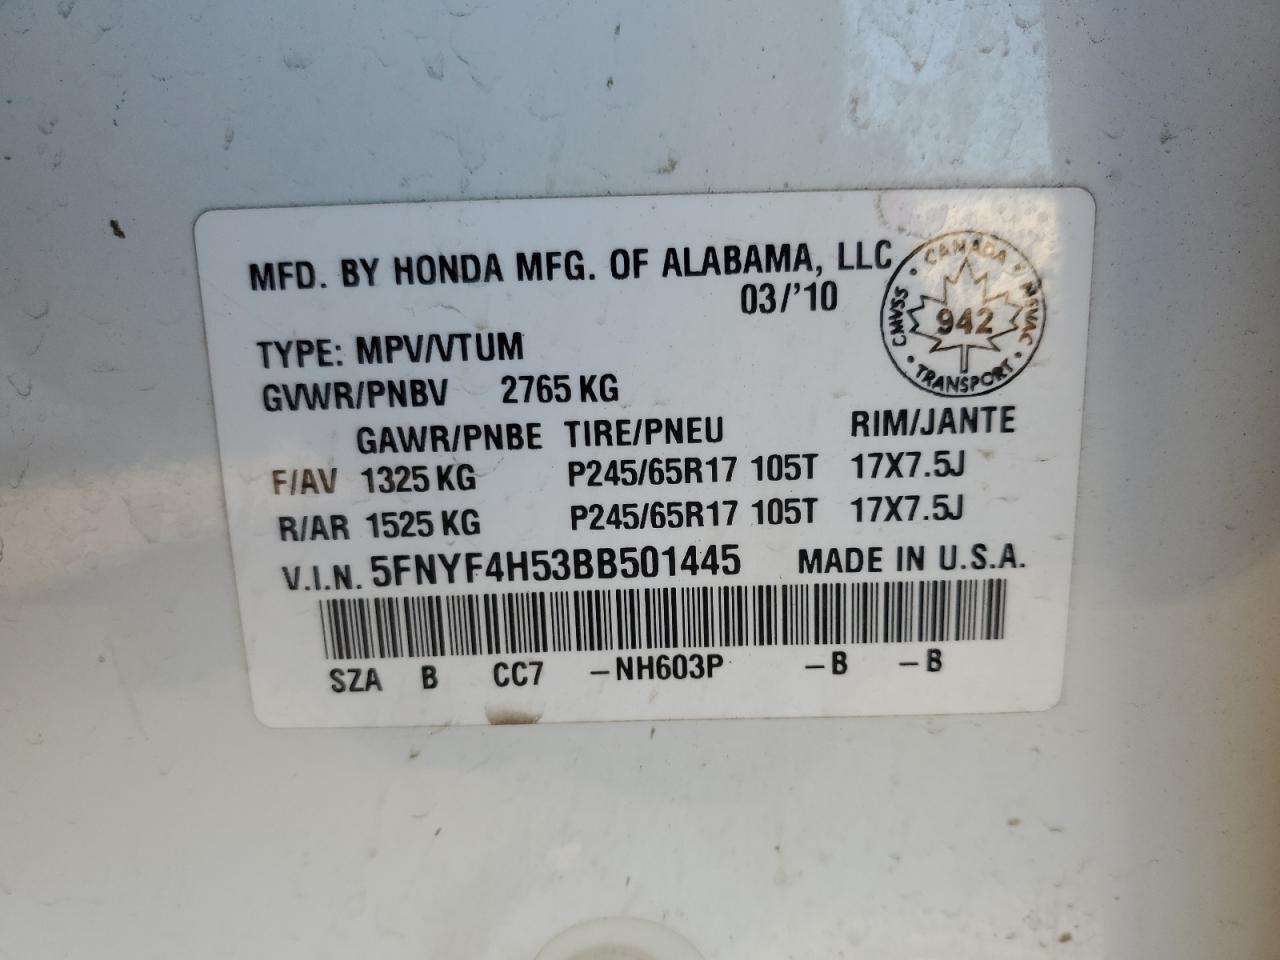 MFD. BY HONDA MFG. OF ALABAMA, LLC
03/'10
CANADA
CMVSS NSVAC
942
TRANSPORT
TYPE: MPV/VTUM
GVWR/PNBV 2765 KG
GAWR/PNBE TIRE/PNEU RIM/JANTE
F/AV 1325 KG P245/65R17 105T 17X7.5J
R/AR 1525 KG P245/65R17 105T 17X7.5J
V.I.N. 5FNYF4H53BB501445 MADE IN U.S.A.
SZA B CC7 -NH603P -B -B